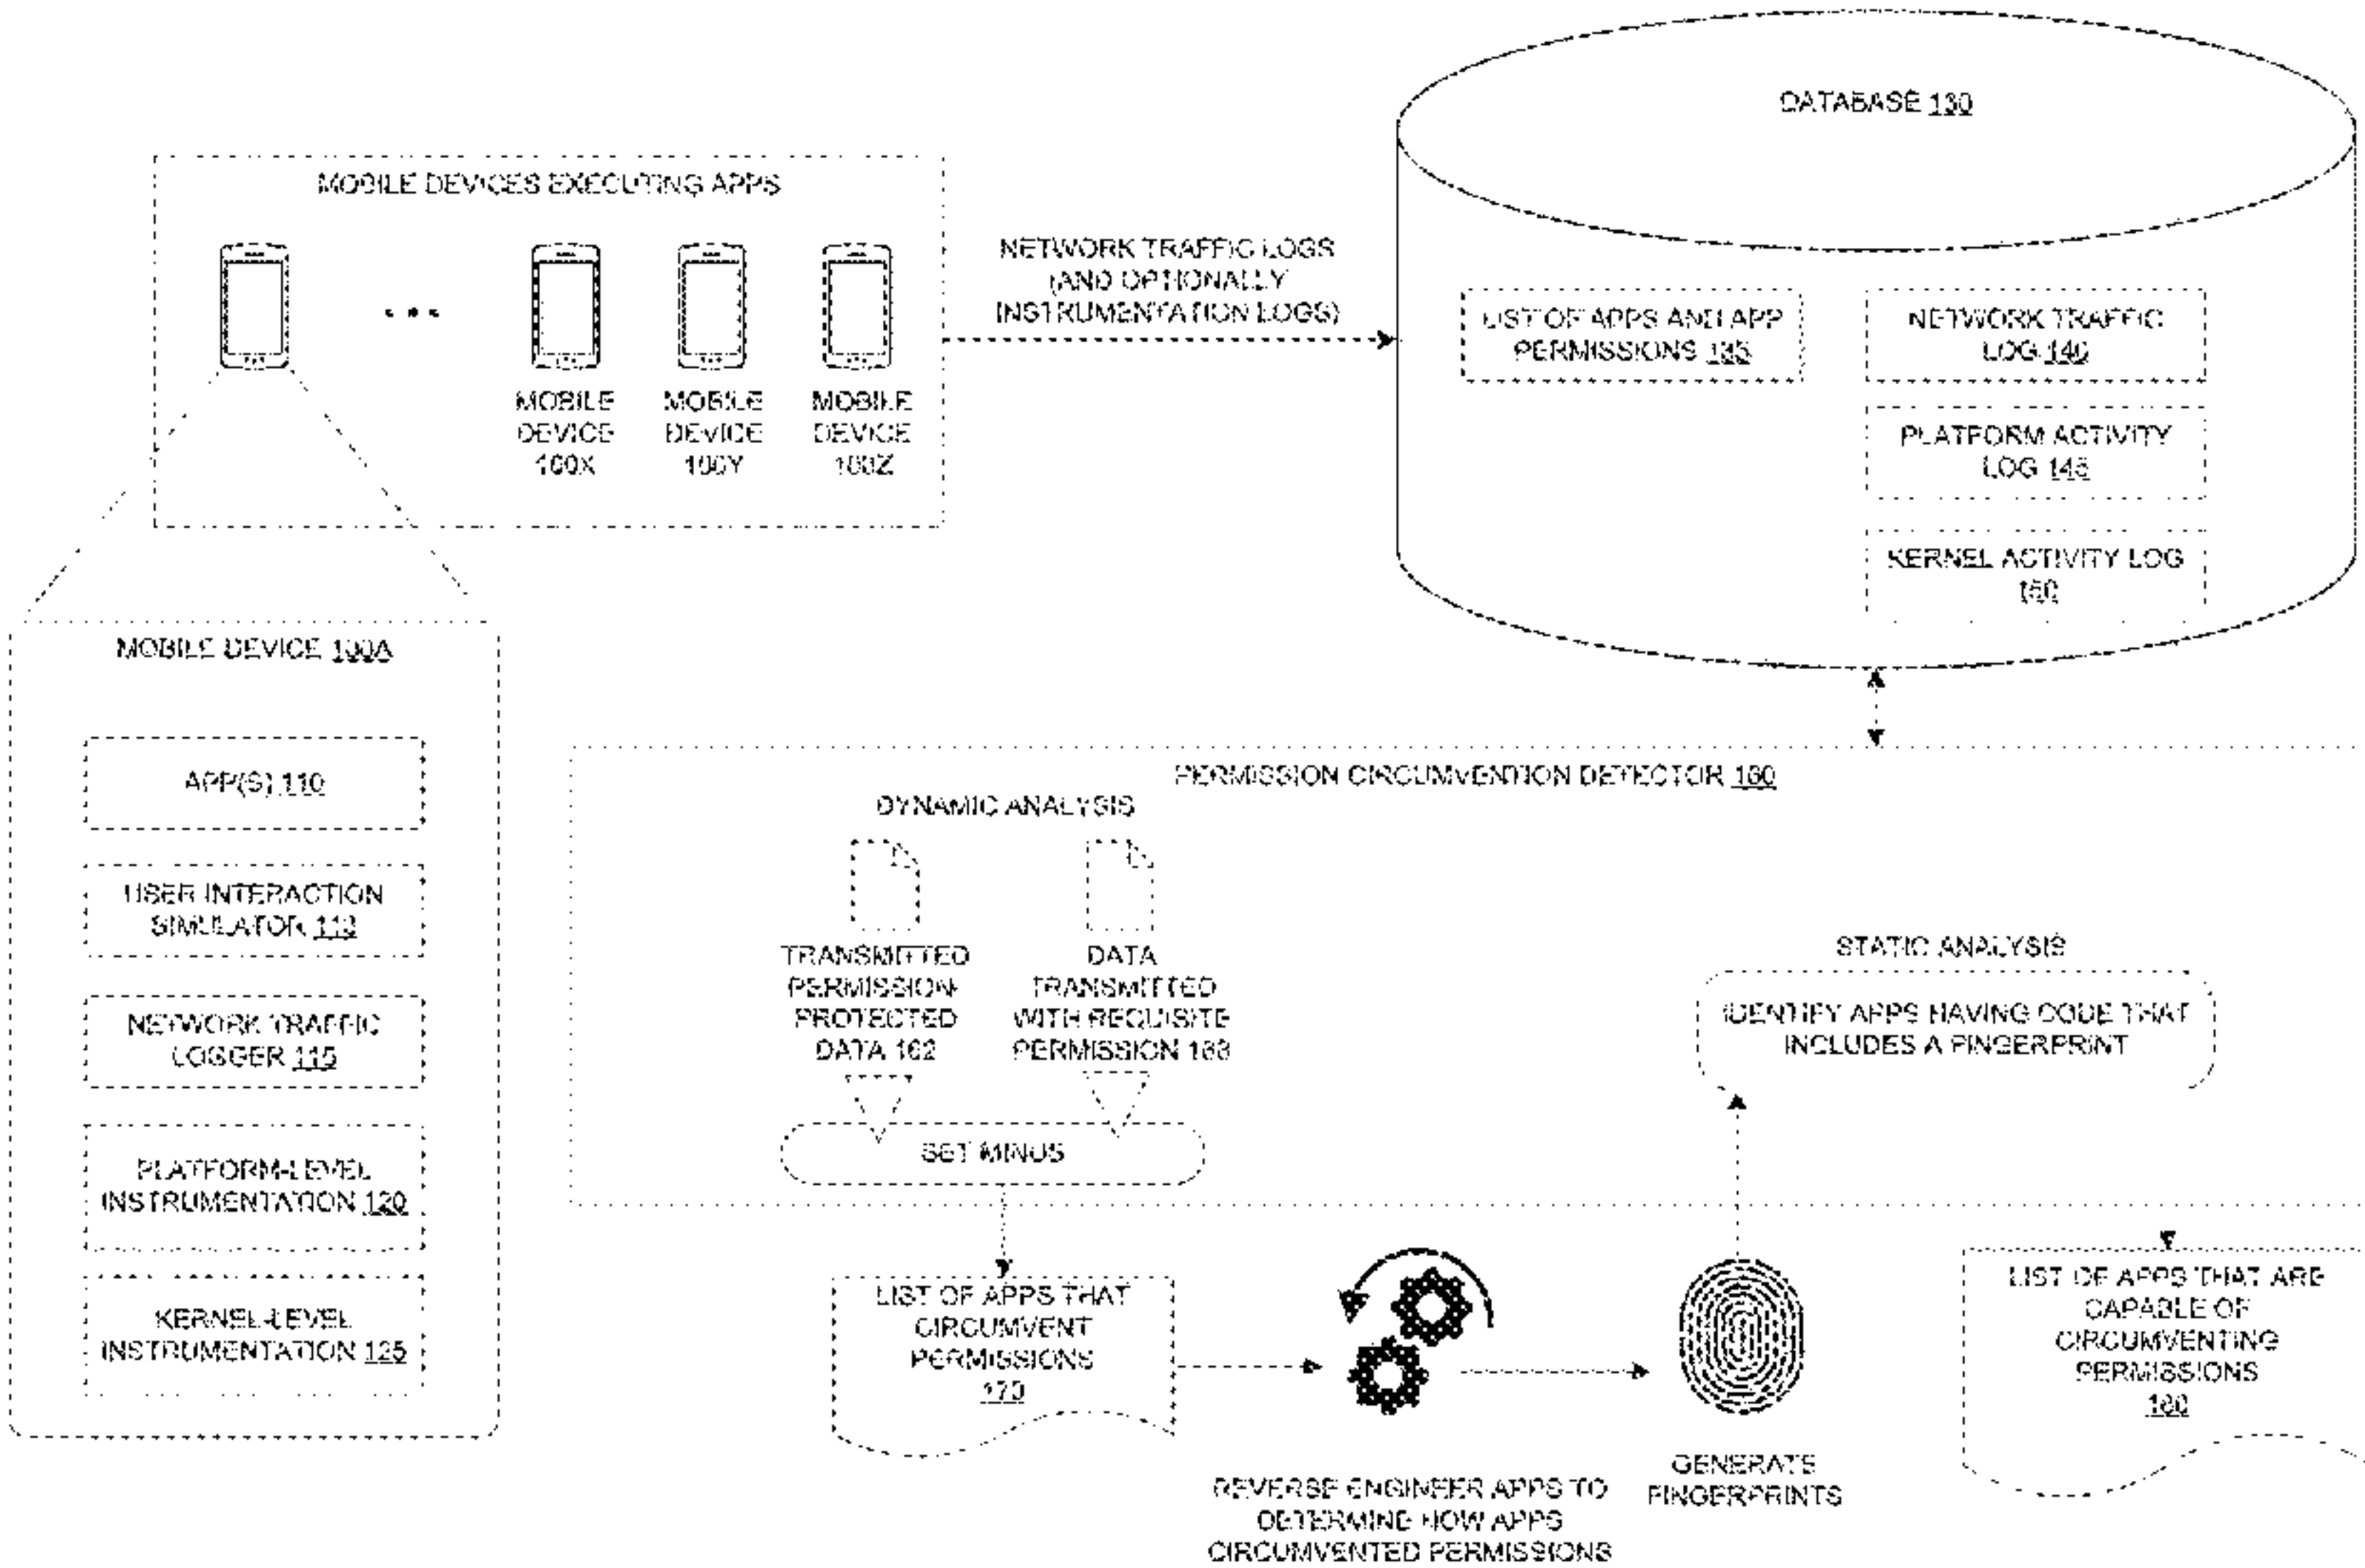 DATABASE 130
MOBILE DEVICES EXECUTING APPS
NETWORK TRAFFIC LOGS
(AND OPTIONALLY
INSTRUMENTATION LOGS)
LIST OF APPS AND APP
PERMISSIONS 135
NETWORK TRAFFIC
LOG 140
MOBILE
DEVICE
100X
MOBILE
DEVICE
100Y
MOBILE
DEVICE
100Z
PLATFORM ACTIVITY
LOG 145
KERNEL ACTIVITY LOG
150
MOBILE DEVICE 100A
APP(S) 110
USER INTERACTION
SIMULATOR 113
NETWORK TRAFFIC
LOGGER 115
PLATFORM-LEVEL
INSTRUMENTATION 120
KERNEL-LEVEL
INSTRUMENTATION 125
PERMISSION CIRCUMVENTION DETECTOR 160
DYNAMIC ANALYSIS
TRANSMITTED
PERMISSION-
PROTECTED
DATA 162
DATA
TRANSMITTED
WITH REQUISITE
PERMISSION 163
SET MINUS
STATIC ANALYSIS
IDENTIFY APPS HAVING CODE THAT
INCLUDES A FINGERPRINT
LIST OF APPS THAT
CIRCUMVENT
PERMISSIONS
170
REVERSE ENGINEER APPS TO
DETERMINE HOW APPS
CIRCUMVENTED PERMISSIONS
GENERATE
FINGERPRINTS
LIST OF APPS THAT ARE
CAPABLE OF
CIRCUMVENTING
PERMISSIONS
180